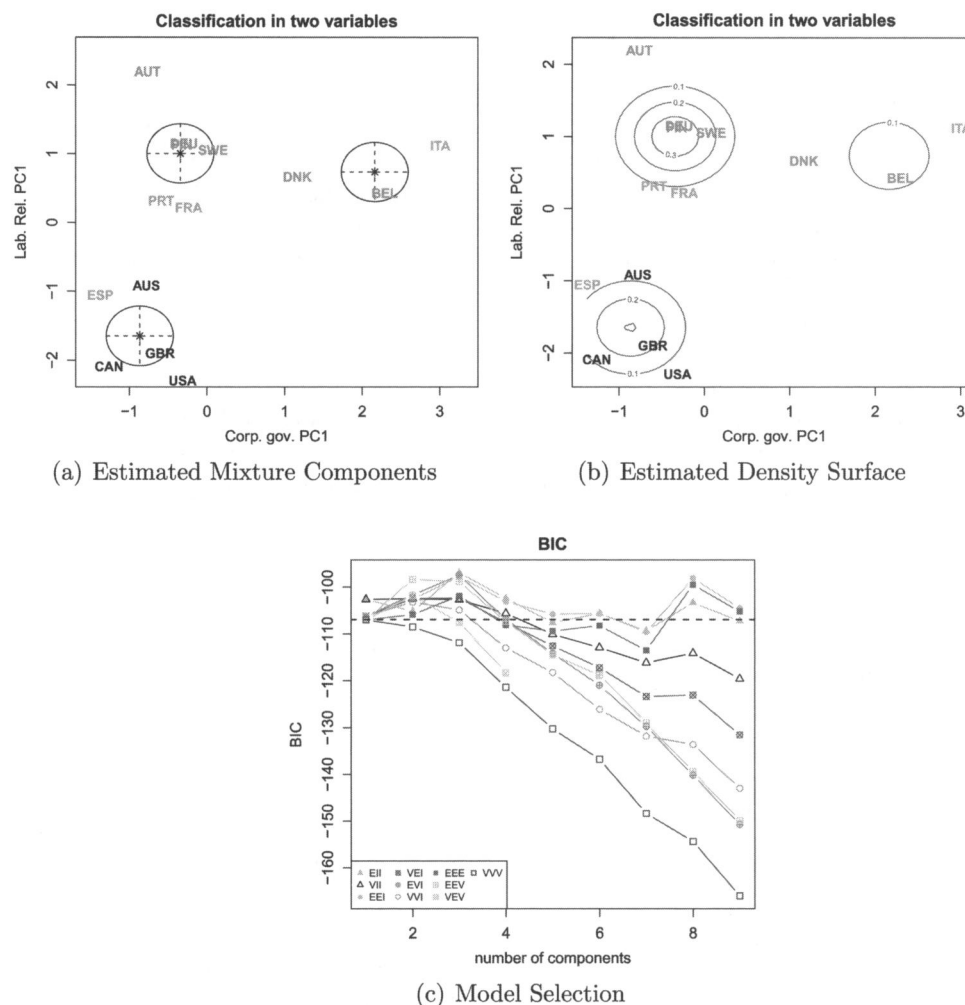 Classification in two variables
AUT
SWE
ITA
DNK
BEL
PRT
FRA
AUS
ESP
GBR
CAN
USA
2
1
0
−1
−2
Lab. Rel. PC1
−1 0 1 2 3
Corp. gov. PC1
(a) Estimated Mixture Components
Classification in two variables
AUT
0.1
0.2
0.3
SWE
0.1
ITA
DNK
BEL
PRT
FRA
AUS
ESP
0.2
GBR
CAN
0.1
USA
2
1
0
−1
−2
Lab. Rel. PC1
−1 0 1 2 3
Corp. gov. PC1
(b) Estimated Density Surface
BIC
−100
−110
−120
−130
−140
−150
−160
BIC
EII VEI EEE VVV
VII EVI EEV
EEI VVI VEV
2 4 6 8
number of components
(c) Model Selection